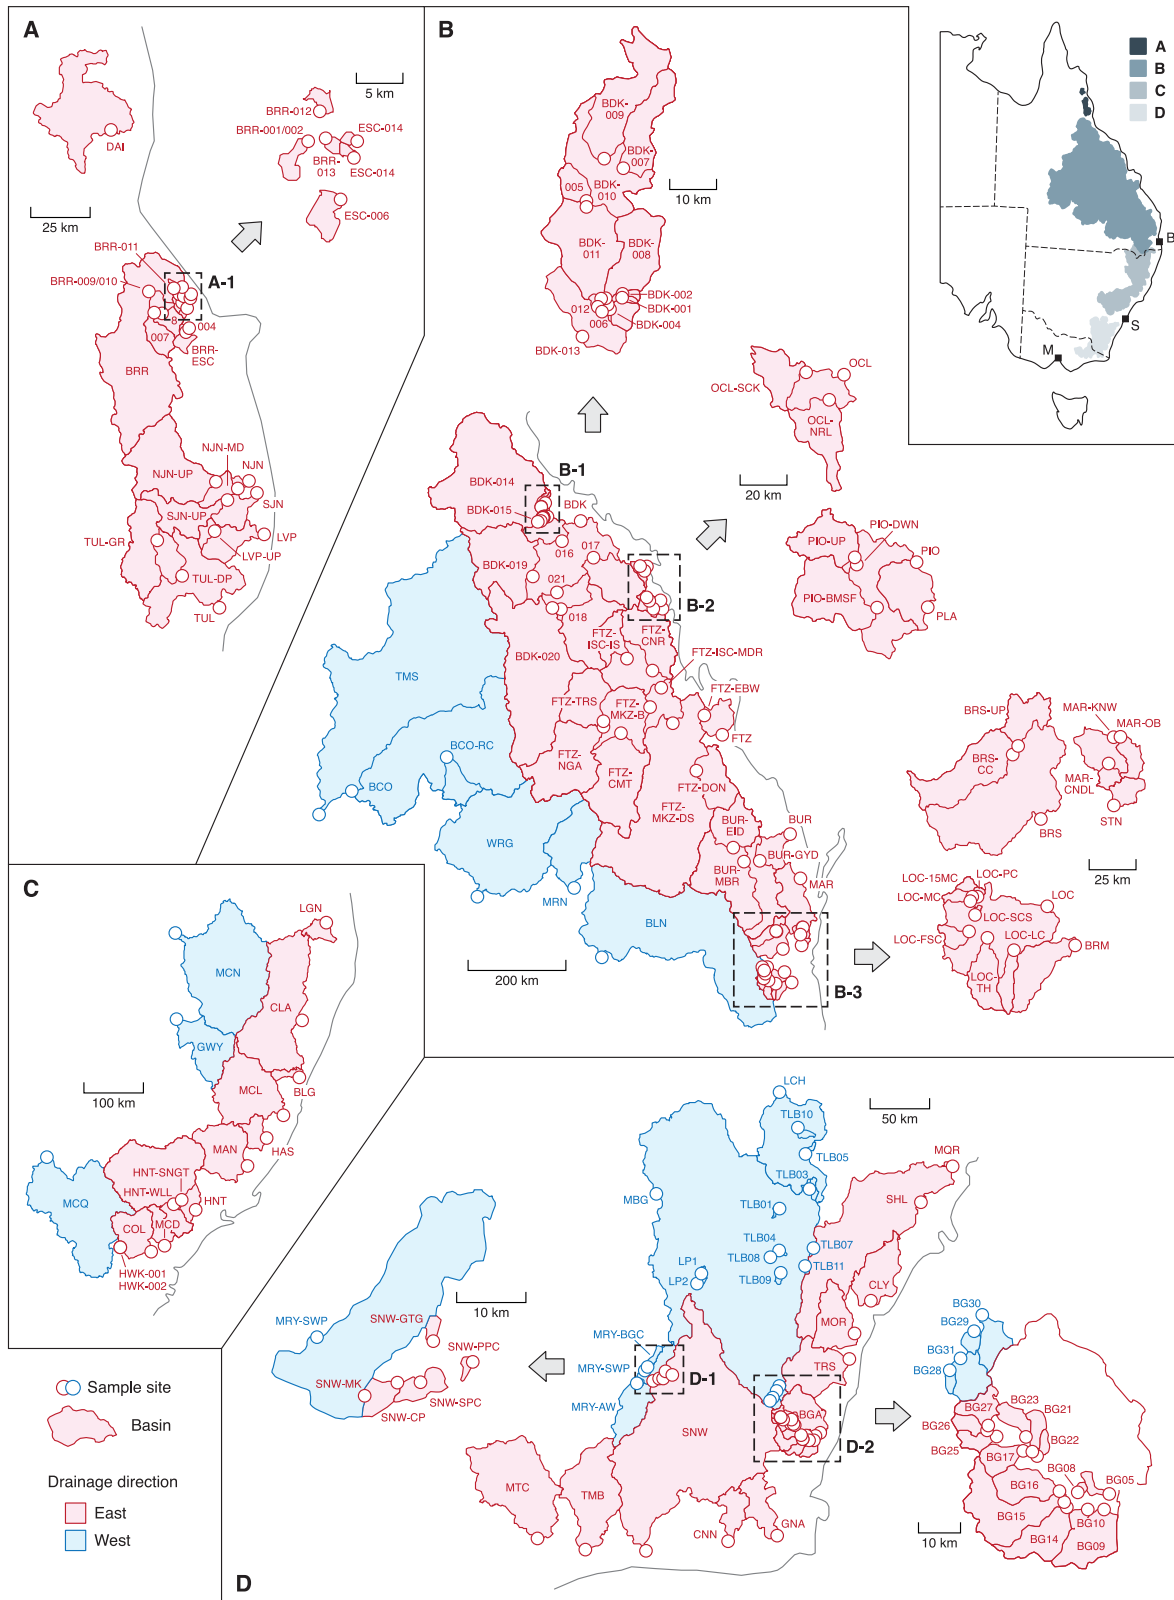 A
5 km
BRR-012
BRR-001/002
ESC-014
BRR-
013
ESC-014
ESC-006
DAI
25 km
BRR-011
BRR-009/010
A-1
8
004
007
BRR-
ESC
BRR
NJN-MD
NJN
NJN-UP
SJN
SJN-UP
TUL-GR
LVP
LVP-UP
TUL-DP
TUL
B
BDK-
009
BDK-
007
005
BDK-
010
10 km
BDK-
011
BDK-
008
BDK-002
012
BDK-001
006
BDK-004
BDK-013
A
B
C
D
B
S
M
OCL
OCL-SCK
OCL-
NRL
20 km
PIO-DWN
PIO-UP
PIO
PIO-BMSF
PLA
B-1
BDK-014
BDK
BDK-015
016
017
BDK-019
021
018
B-2
FTZ-
ISC-IS
FTZ-
CNR
BDK-020
FTZ-ISC-MDR
TMS
FTZ-TRS
FTZ-
MKZ-B
FTZ-EBW
FTZ
BCO-RC
FTZ-
NGA
BCO
FTZ-
CMT
FTZ-DON
FTZ-
MKZ-DS
BUR-
EID
BUR
WRG
BUR-GYD
BUR-
MBR
MAR
MRN
BLN
200 km
B-3
BRS-UP
MAR-KNW
MAR-OB
BRS-
CC
MAR-
CNDL
BRS
STN
25 km
LOC-15MC
LOC-PC
LOC-MC
LOC
LOC-SCS
LOC-FSC
LOC-LC
BRM
LOC-
TH
C
LGN
MCN
CLA
GWY
100 km
MCL
BLG
MAN
HAS
HNT-SNGT
HNT-WLL
HNT
MCQ
COL
MCD
HWK-001
HWK-002
Sample site
Basin
Drainage direction
East
West
D
LCH
50 km
TLB10
TLB05
MQR
TLB03
MBG
SHL
TLB01
TLB04
TLB07
TLB08
LP1
TLB11
LP2
TLB09
CLY
10 km
MRY-SWP
SNW-GTG
MRY-BGC
MOR
SNW-PPC
MRY-SWP
TRS
SNW-MK
D-1
SNW-SPC
MRY-AW
SNW-CP
BGA
SNW
D-2
MTC
TMB
CNN
GNA
BG30
BG29
BG31
BG28
BG27
BG23
BG21
BG26
BG22
BG25
BG17
BG08
BG05
BG16
BG15
BG10
10 km
BG14
BG09